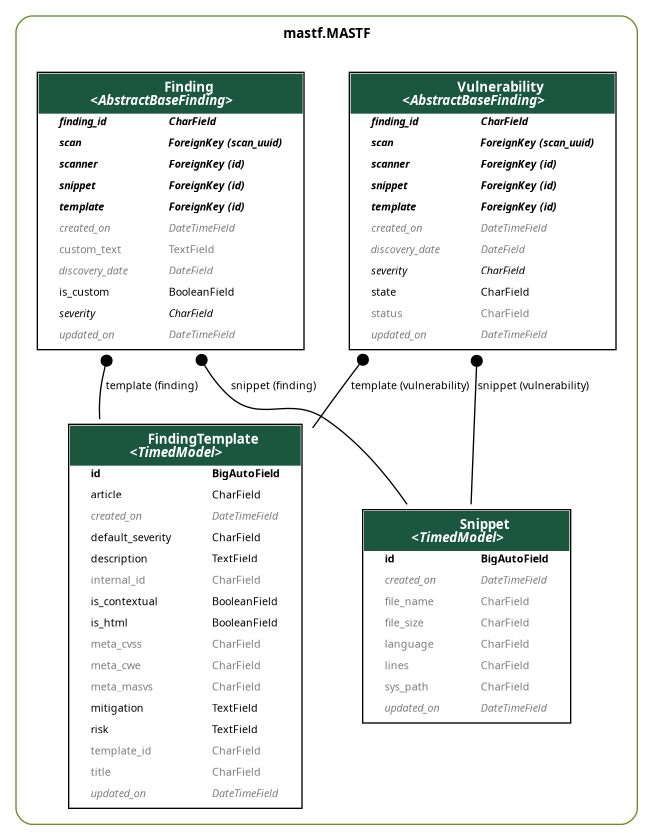 mastf.MASTF
Finding
<AbstractBaseFinding>
finding_id CharField
scan ForeignKey (scan_uuid)
scanner ForeignKey (id)
snippet ForeignKey (id)
template ForeignKey (id)
created_on DateTimeField
custom_text TextField
discovery_date DateField
is_custom BooleanField
severity CharField
updated_on DateTimeField
Vulnerability
<AbstractBaseFinding>
finding_id CharField
scan ForeignKey (scan_uuid)
scanner ForeignKey (id)
snippet ForeignKey (id)
template ForeignKey (id)
created_on DateTimeField
discovery_date DateField
severity CharField
state CharField
status CharField
updated_on DateTimeField
template (finding) snippet (finding) template (vulnerability) snippet (vulnerability)
FindingTemplate
<TimedModel>
id BigAutoField
article CharField
created_on DateTimeField
default_severity CharField
description TextField
internal_id CharField
is_contextual BooleanField
is_html BooleanField
meta_cvss CharField
meta_cwe CharField
meta_masvs CharField
mitigation TextField
risk TextField
template_id CharField
title CharField
updated_on DateTimeField
Snippet
<TimedModel>
id BigAutoField
created_on DateTimeField
file_name CharField
file_size CharField
language CharField
lines CharField
sys_path CharField
updated_on DateTimeField